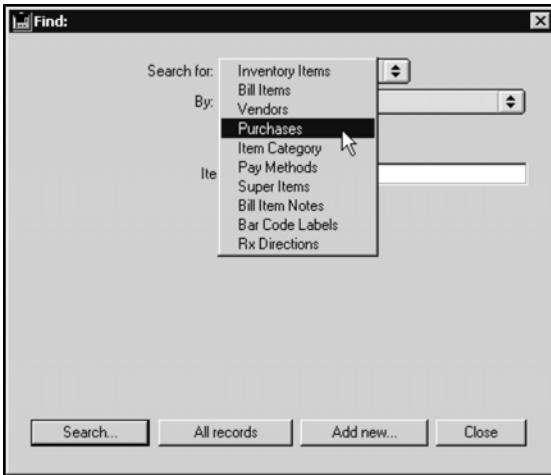 Find:
Search for:
Inventory Items
Bill Items
By:
Vendors
Purchases
Item Category
Pay Methods
Ite
Super Items
Bill Item Notes
Bar Code Labels
Rx Directions
Search...
All records
Add new...
Close